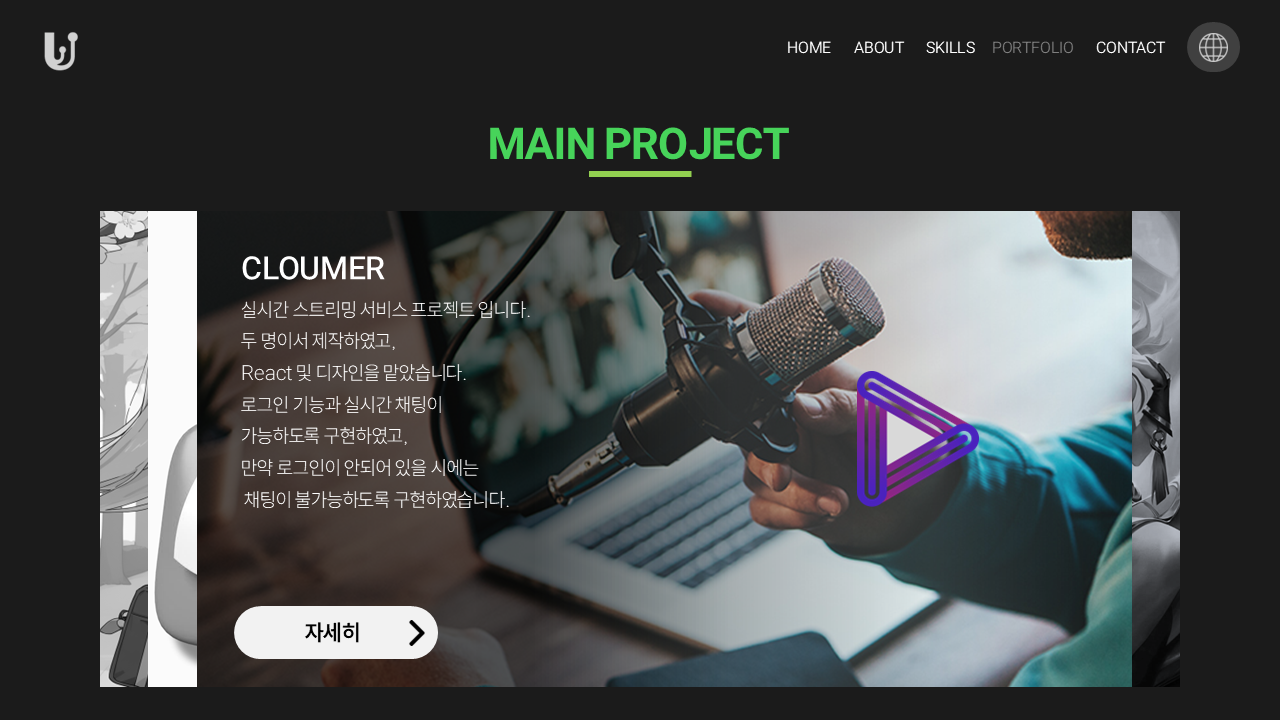 HOME ABOUT SKILLS PORTFOLIO CONTACT
MAIN PROJECT
CLOUMER
실시간 스트리밍 서비스 프로젝트 입니다.
두 명이서 제작하였고,
React 및 디자인을 맡았습니다.
로그인 기능과 실시간 채팅이
가능하도록 구현하였고,
만약 로그인이 안되어 있을 시에는
채팅이 불가능하도록 구현하였습니다.
자세히